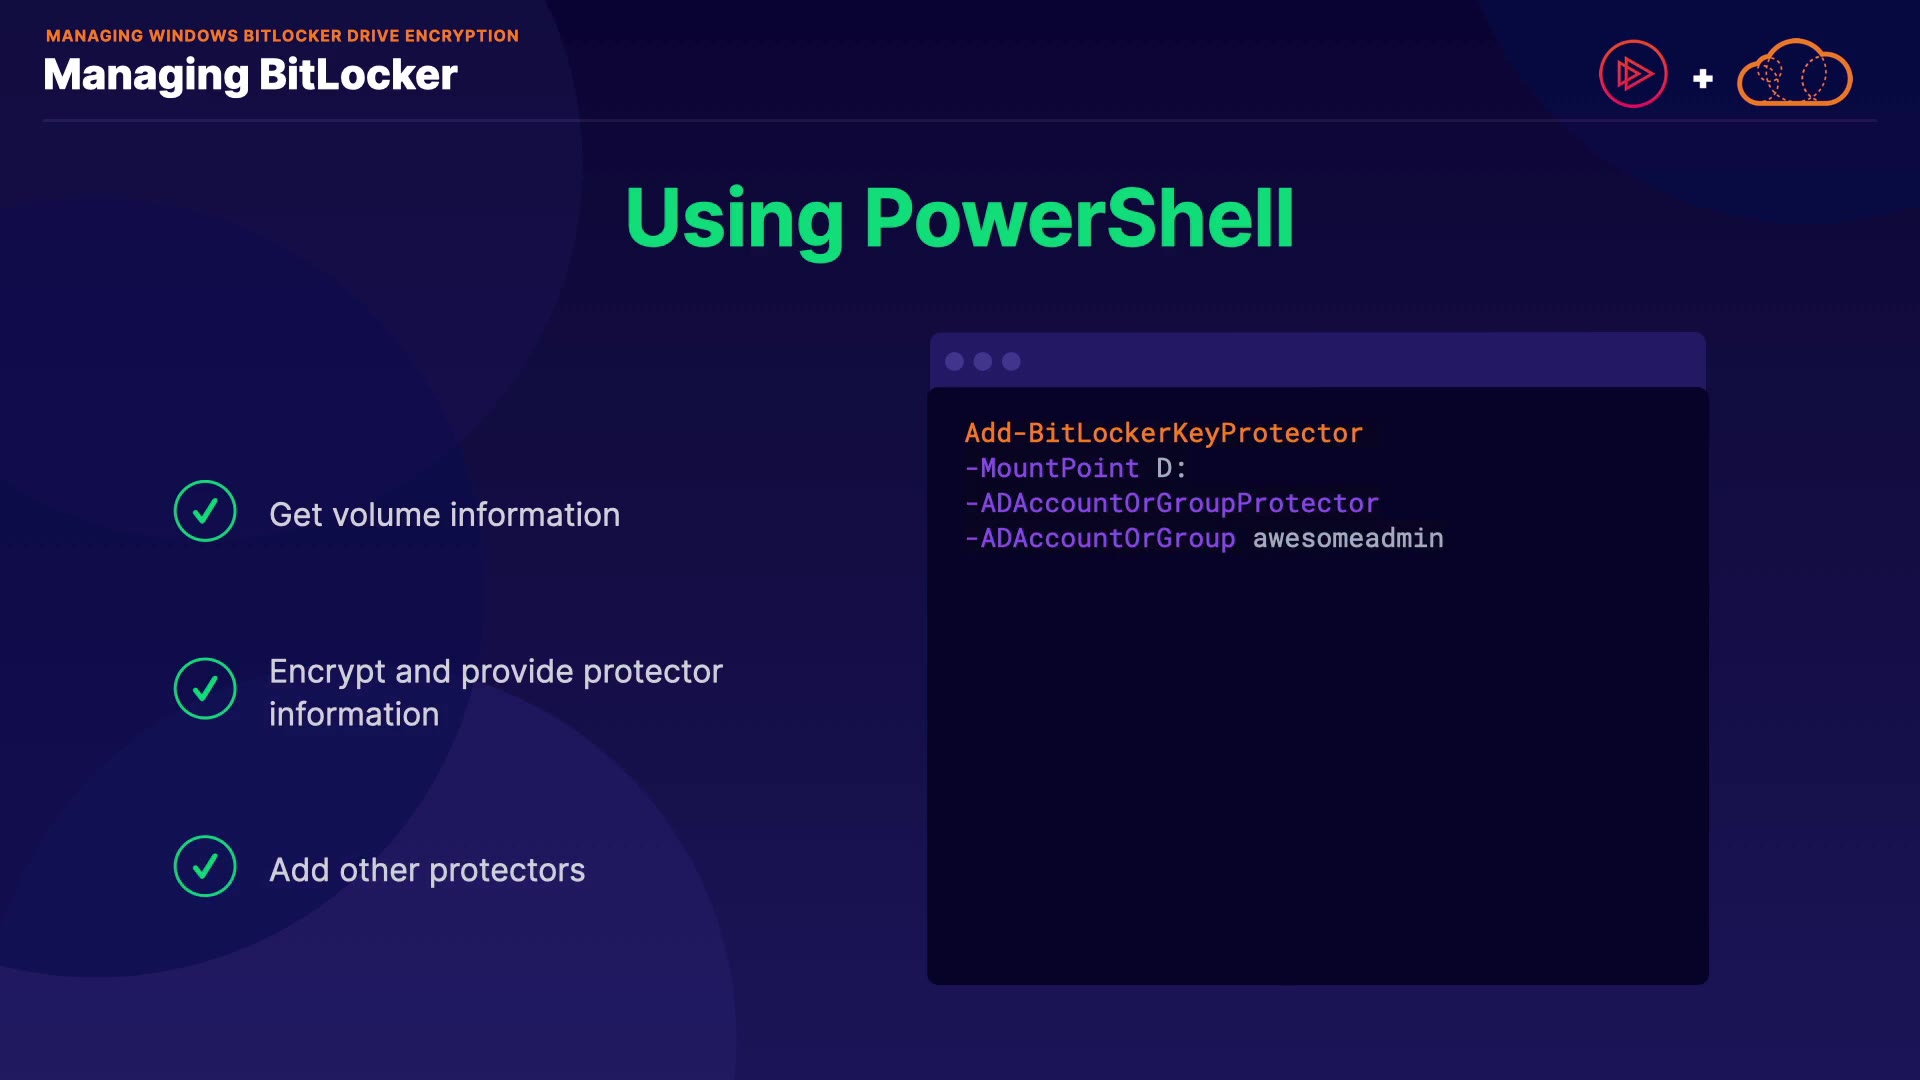 MANAGING WINDOWS BITLOCKER DRIVE ENCRYPTION
Managing BitLocker
+
Using PowerShell
Get volume information
Encrypt and provide protector
information
Add other protectors
Add-BitLockerKeyProtector
-MountPoint D:
-ADAccountOrGroupProtector
-ADAccountOrGroup awesomeadmin